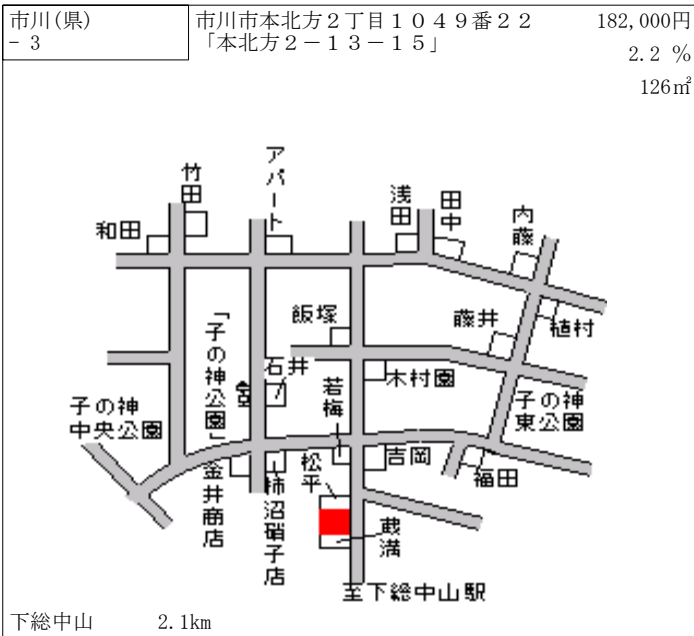 市川(県)
- 3
市川市本北方２丁目１０４９番２２
「本北方２－１３－１５」
182,000円
2.2 %
126㎡
竹田
アパート
浅田
田中
内藤
和田
飯塚
藤井
植村
「子の神公園」
石井
若梅
木村園
子の神
中央公園
子の神
東公園
金井商店
柿沼硝子店
松平
吉岡
福田
蔵満
至下総中山駅
下総中山
2.1km